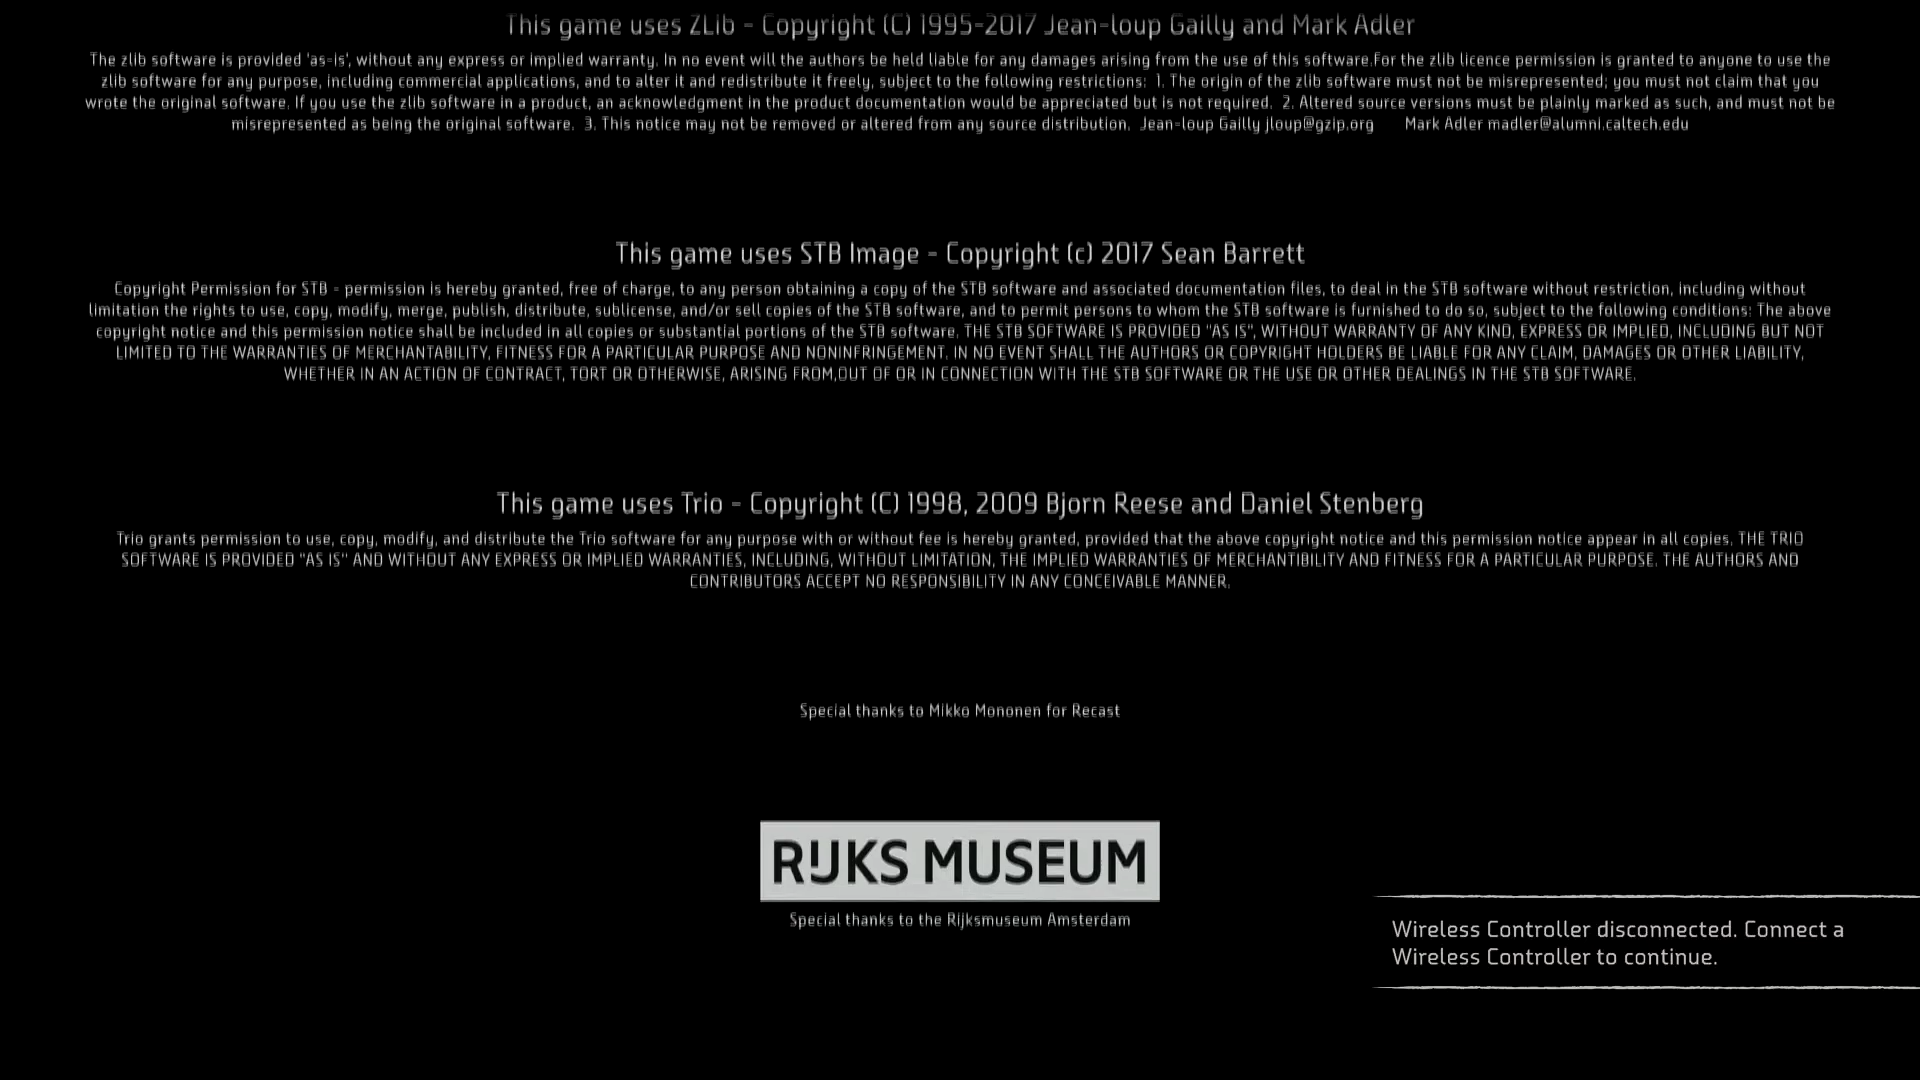 This game uses ZLib - Copyright (C) 1995-2017 Jean-loup Gailly and Mark Adler
The zlib software is provided 'as-is', without any express or implied warranty. In no event will the authors be held liable for any damages arising from the use of this software.For the zlib licence permission is granted to anyone to use the
zlib software for any purpose, including commercial applications, and to alter it and redistribute it freely, subject to the following restrictions:  1. The origin of the zlib software must not be misrepresented; you must not claim that you
wrote the original software. If you use the zlib software in a product, an acknowledgment in the product documentation would be appreciated but is not required.  2. Altered source versions must be plainly marked as such, and must not be
misrepresented as being the original software.  3. This notice may not be removed or altered from any source distribution.  Jean-loup Gailly jloup@gzip.org      Mark Adler madler@alumni.caltech.edu
This game uses STB Image - Copyright (c) 2017 Sean Barrett
Copyright Permission for STB - permission is hereby granted, free of charge, to any person obtaining a copy of the STB software and associated documentation files, to deal in the STB software without restriction, including without
limitation the rights to use, copy, modify, merge, publish, distribute, sublicense, and/or sell copies of the STB software, and to permit persons to whom the STB software is furnished to do so, subject to the following conditions: The above
copyright notice and this permission notice shall be included in all copies or substantial portions of the STB software. THE STB SOFTWARE IS PROVIDED "AS IS", WITHOUT WARRANTY OF ANY KIND, EXPRESS OR IMPLIED, INCLUDING BUT NOT
LIMITED TO THE WARRANTIES OF MERCHANTABILITY, FITNESS FOR A PARTICULAR PURPOSE AND NONINFRINGEMENT. IN NO EVENT SHALL THE AUTHORS OR COPYRIGHT HOLDERS BE LIABLE FOR ANY CLAIM, DAMAGES OR OTHER LIABILITY,
WHETHER IN AN ACTION OF CONTRACT, TORT OR OTHERWISE, ARISING FROM,OUT OF OR IN CONNECTION WITH THE STB SOFTWARE OR THE USE OR OTHER DEALINGS IN THE STB SOFTWARE.
This game uses Trio - Copyright (C) 1998, 2009 Bjorn Reese and Daniel Stenberg
Trio grants permission to use, copy, modify, and distribute the Trio software for any purpose with or without fee is hereby granted, provided that the above copyright notice and this permission notice appear in all copies. THE TRIO
SOFTWARE IS PROVIDED "AS IS" AND WITHOUT ANY EXPRESS OR IMPLIED WARRANTIES, INCLUDING, WITHOUT LIMITATION, THE IMPLIED WARRANTIES OF MERCHANTIBILITY AND FITNESS FOR A PARTICULAR PURPOSE. THE AUTHORS AND
CONTRIBUTORS ACCEPT NO RESPONSIBILITY IN ANY CONCEIVABLE MANNER.
Special thanks to Mikko Mononen for Recast
RIJKS MUSEUM
Special thanks to the Rijksmuseum Amsterdam
Wireless Controller disconnected. Connect a
Wireless Controller to continue.